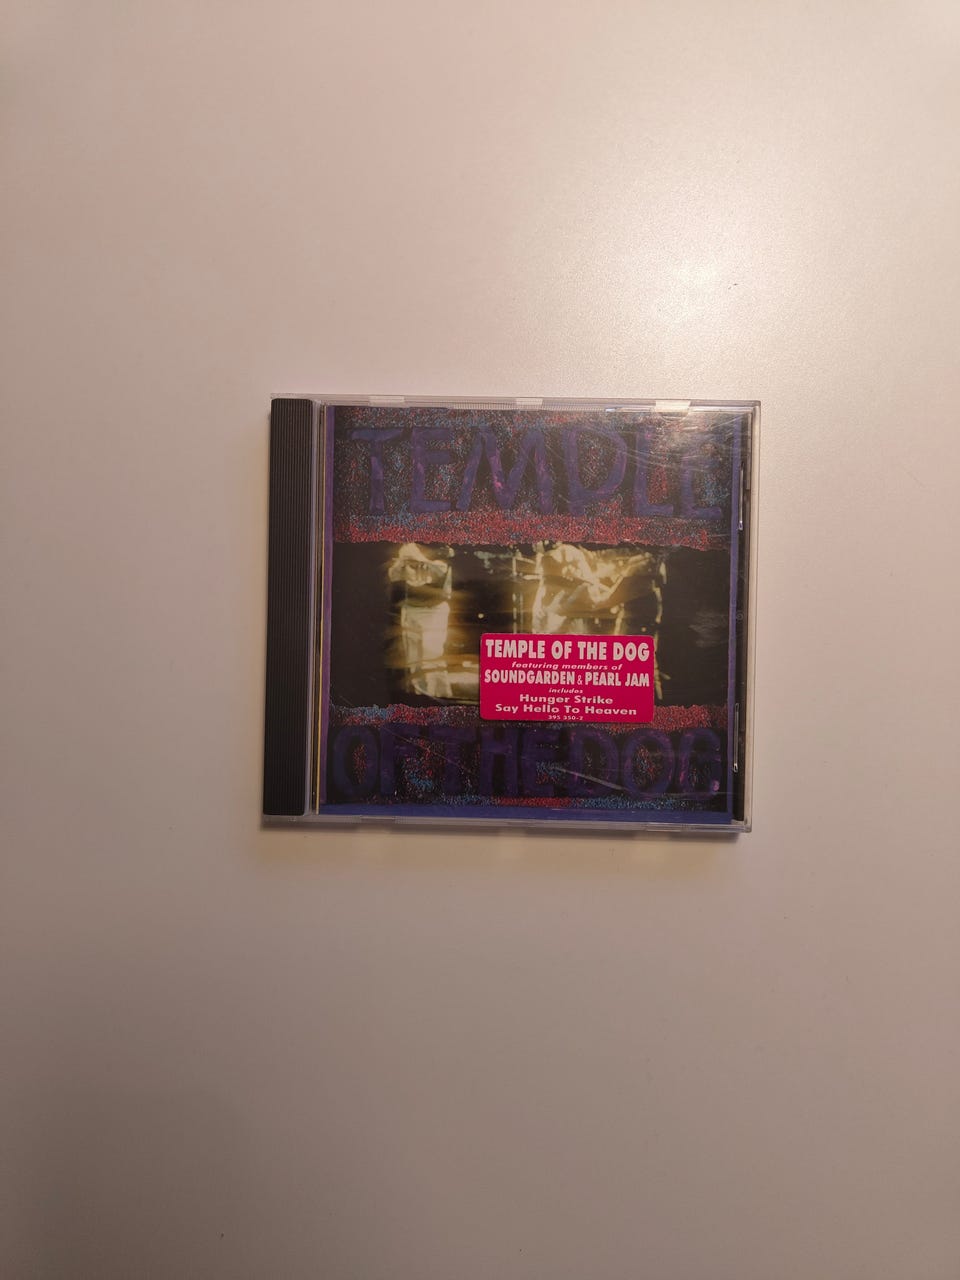 TEMPLE
TEMPLE OF THE DOG
featuring members of
SOUNDGARDEN & PEARL JAM
includes
Hunger Strike
Say Hello To Heaven
395 350-2
OF THE DOG